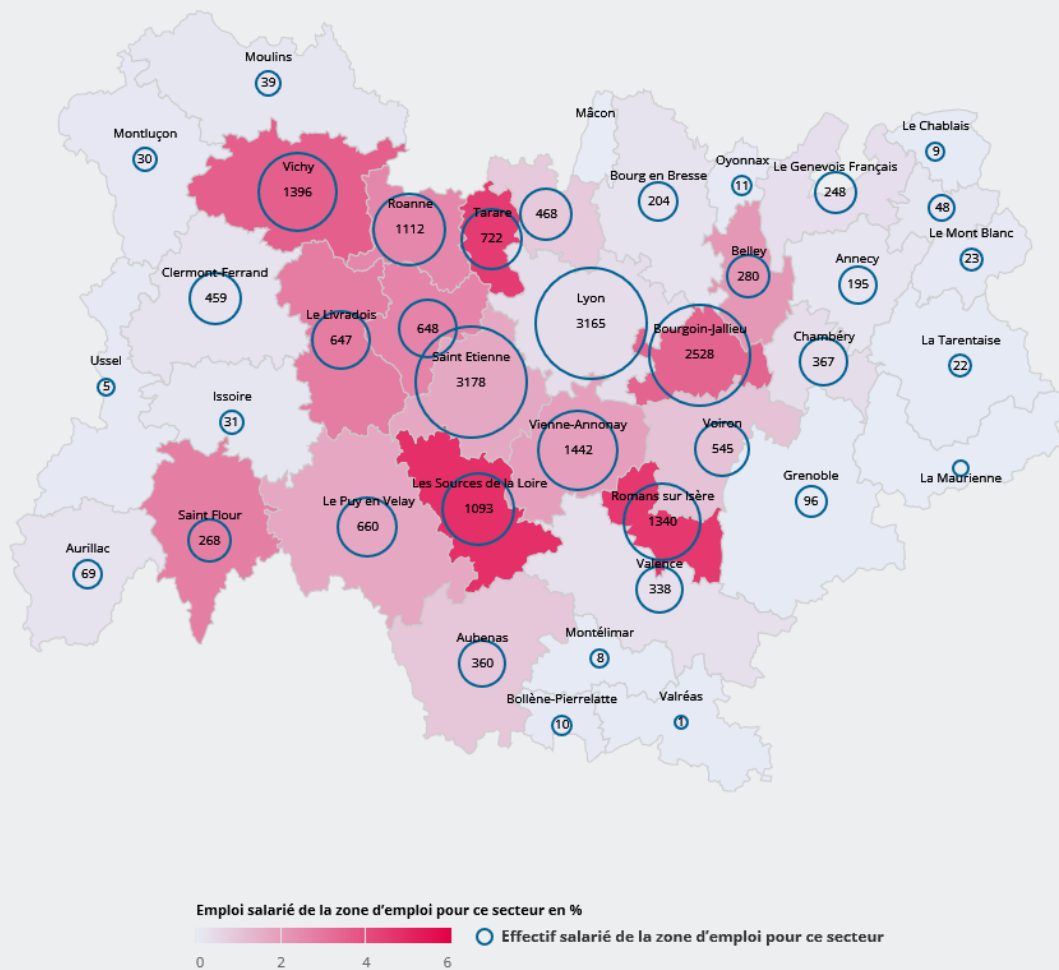 Moulins
39
Mâcon
Le Chablais
9
Montluçon
30
Oyonnax
11
Le Genevois Français
248
Vichy
1396
Bourg en Bresse
204
Roanne
1112
Tarare
722
468
48
Le Mont Blanc
23
Belley
280
Annecy
195
Clermont-Ferrand
459
Lyon
3165
Le Livradois
647
648
Bourgoin-Jallieu
2528
Chambéry
367
La Tarentaise
22
Saint Etienne
3178
Ussel
5
Issoire
31
Vienne-Annonay
1442
Voiron
545
Grenoble
96
La Maurienne
Les Sources de la Loire
1093
Le Puy en Velay
660
Romans sur Isère
1340
Saint Flour
268
Aurillac
69
Valence
338
Aubenas
360
Montélimar
8
Bollène-Pierrelatte
10
Valréas
1
Emploi salarié de la zone d'emploi pour ce secteur en %
Effectif salarié de la zone d'emploi pour ce secteur
0 2 4 6